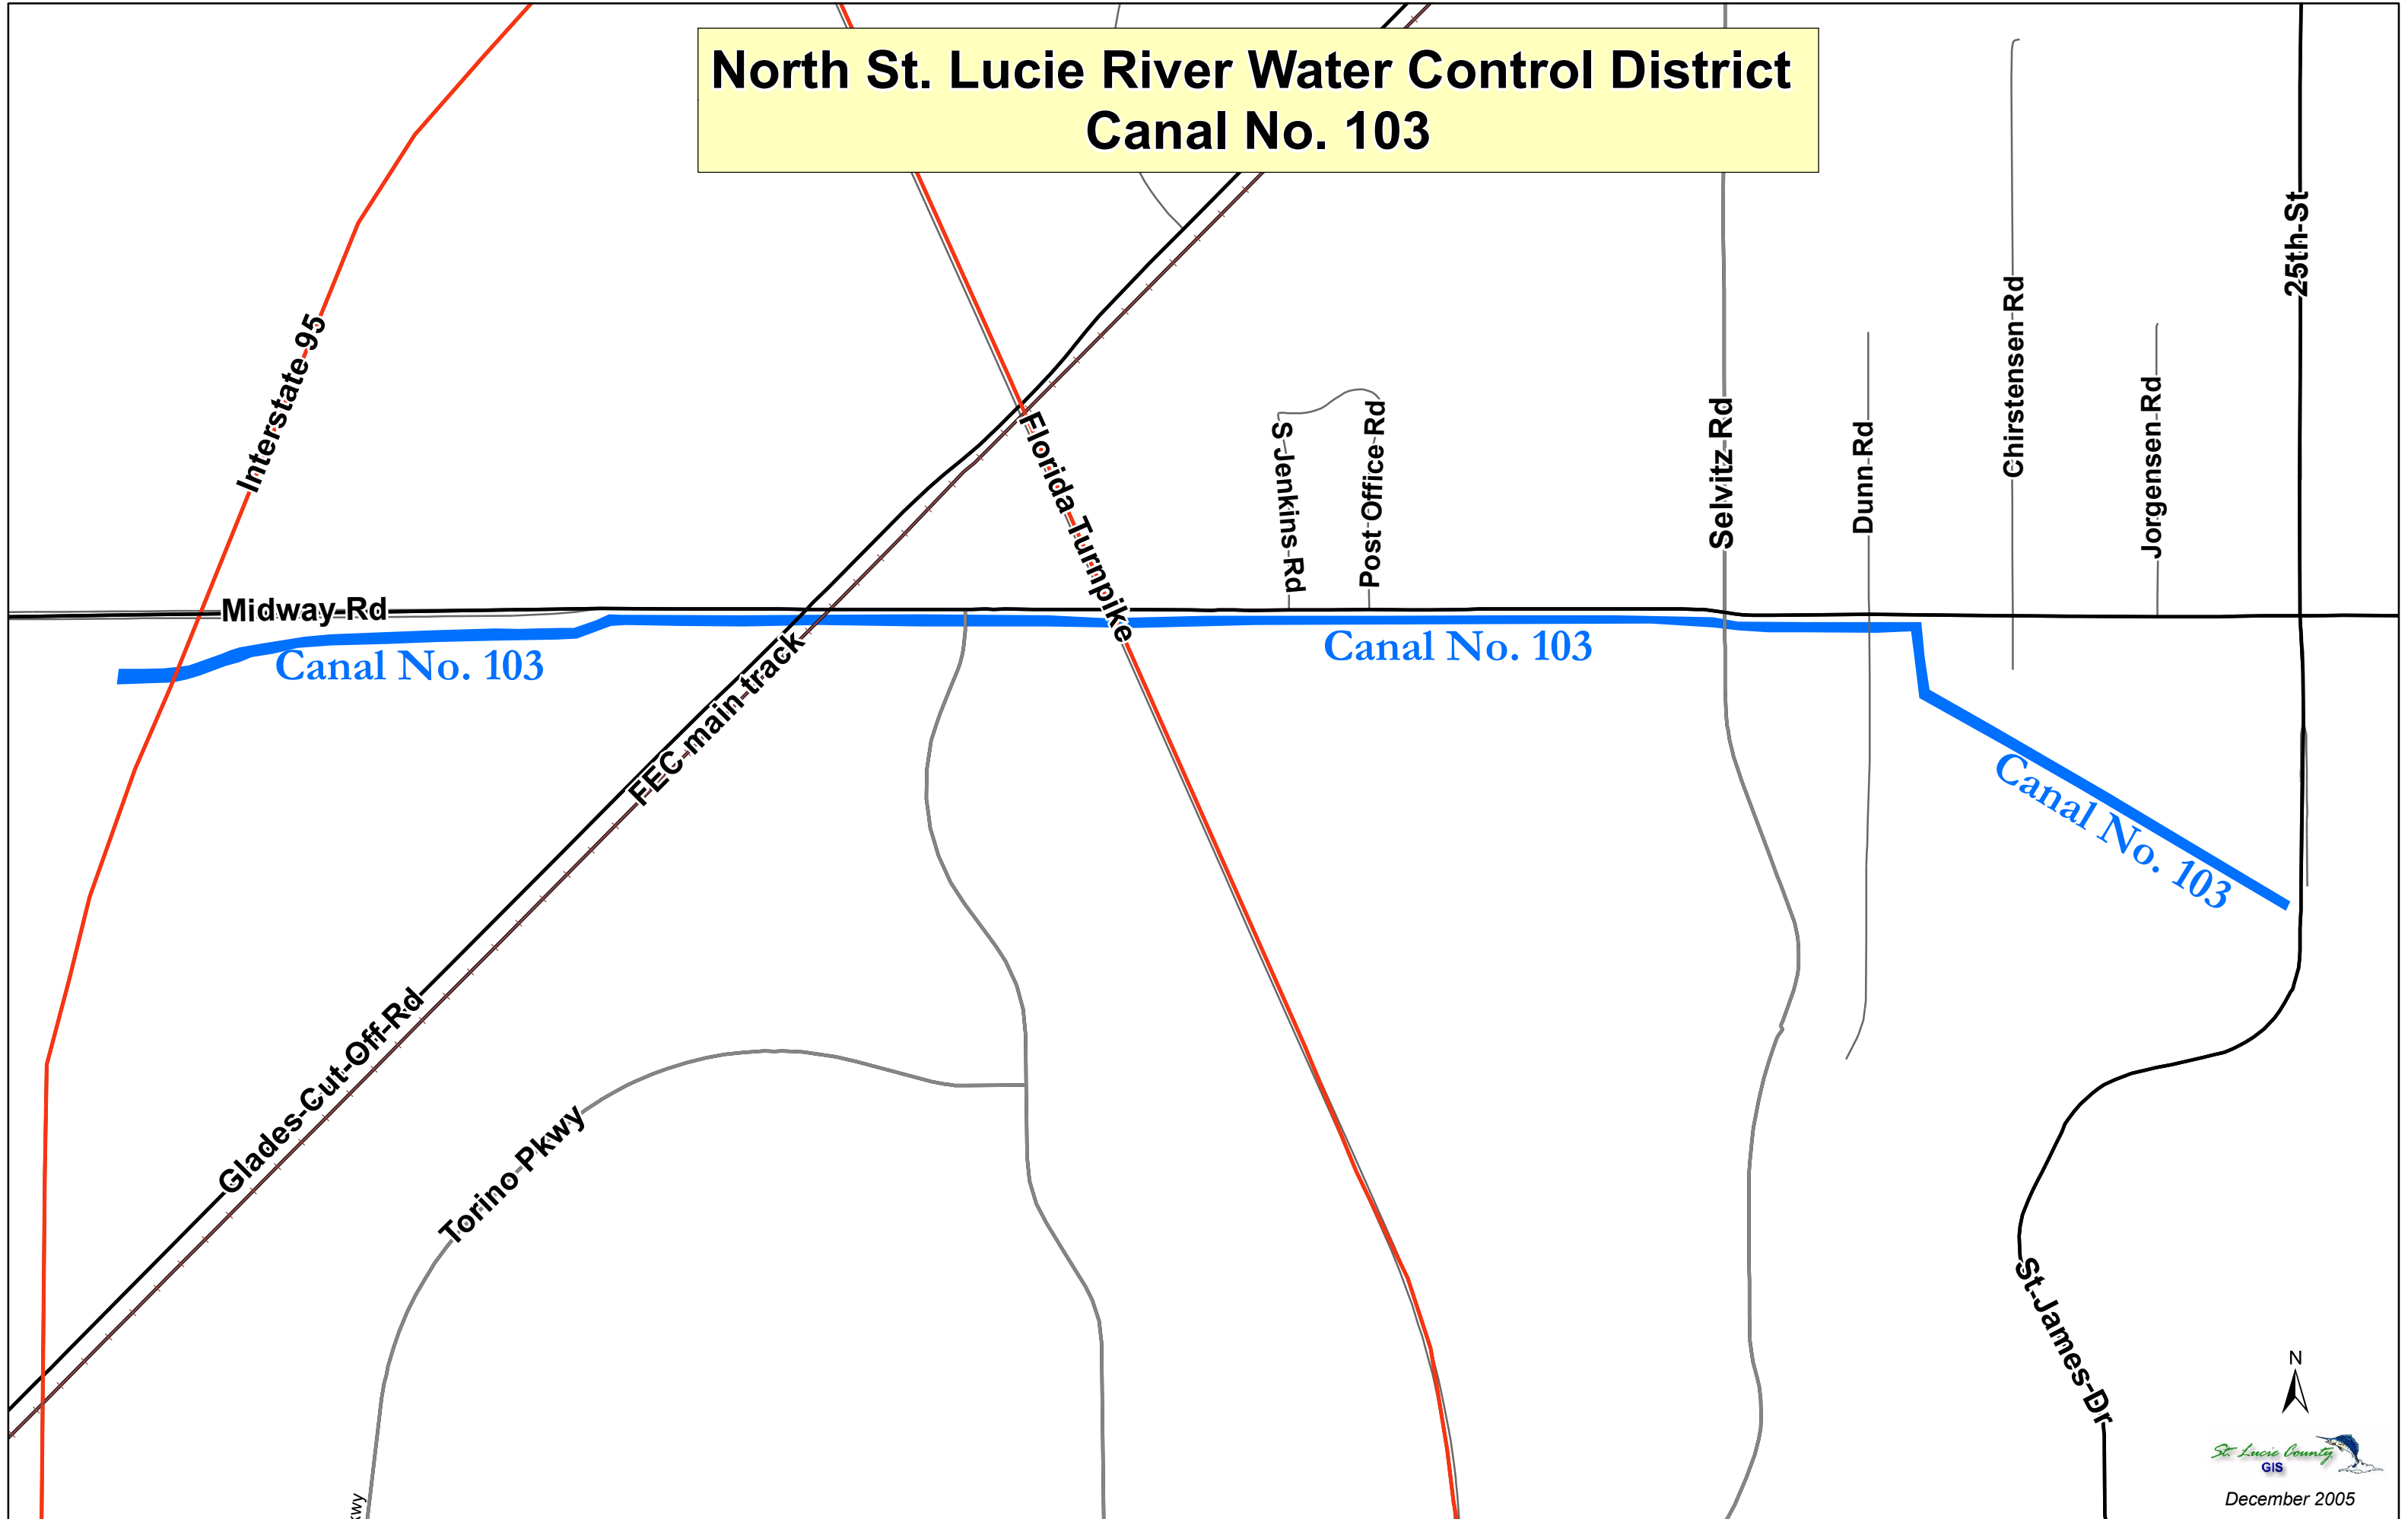 North St. Lucie River Water Control District
Canal No. 103
25th St
Interstate 95
Chirstensen Rd
Jorgensen Rd
Selvitz Rd
Florida Turnpike
S Jenkins Rd
Post Office Rd
Dunn Rd
Midway Rd
Canal No. 103
Canal No. 103
FEC main track
Canal No. 103
Glades Cut Off Rd
Torino Pkwy
St James Dr
N
St. Lucie County
GIS
kwy
December 2005